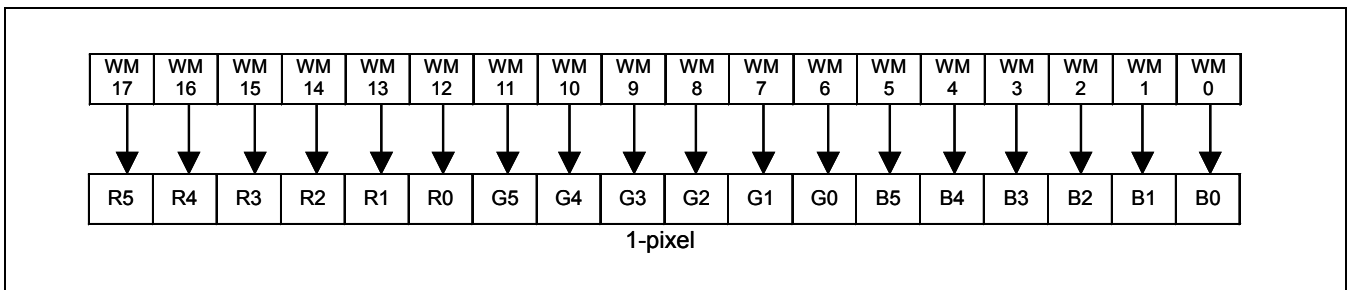 WM WM WM WM WM WM WM WM WM WM WM WM WM WM WM WM WM WM
17 16 15 14 13 12 11 10 9 8 7 6 5 4 3 2 1 0
R5 R4 R3 R2 R1 R0 G5 G4 G3 G2 G1 G0 B5 B4 B3 B2 B1 B0
1-pixel